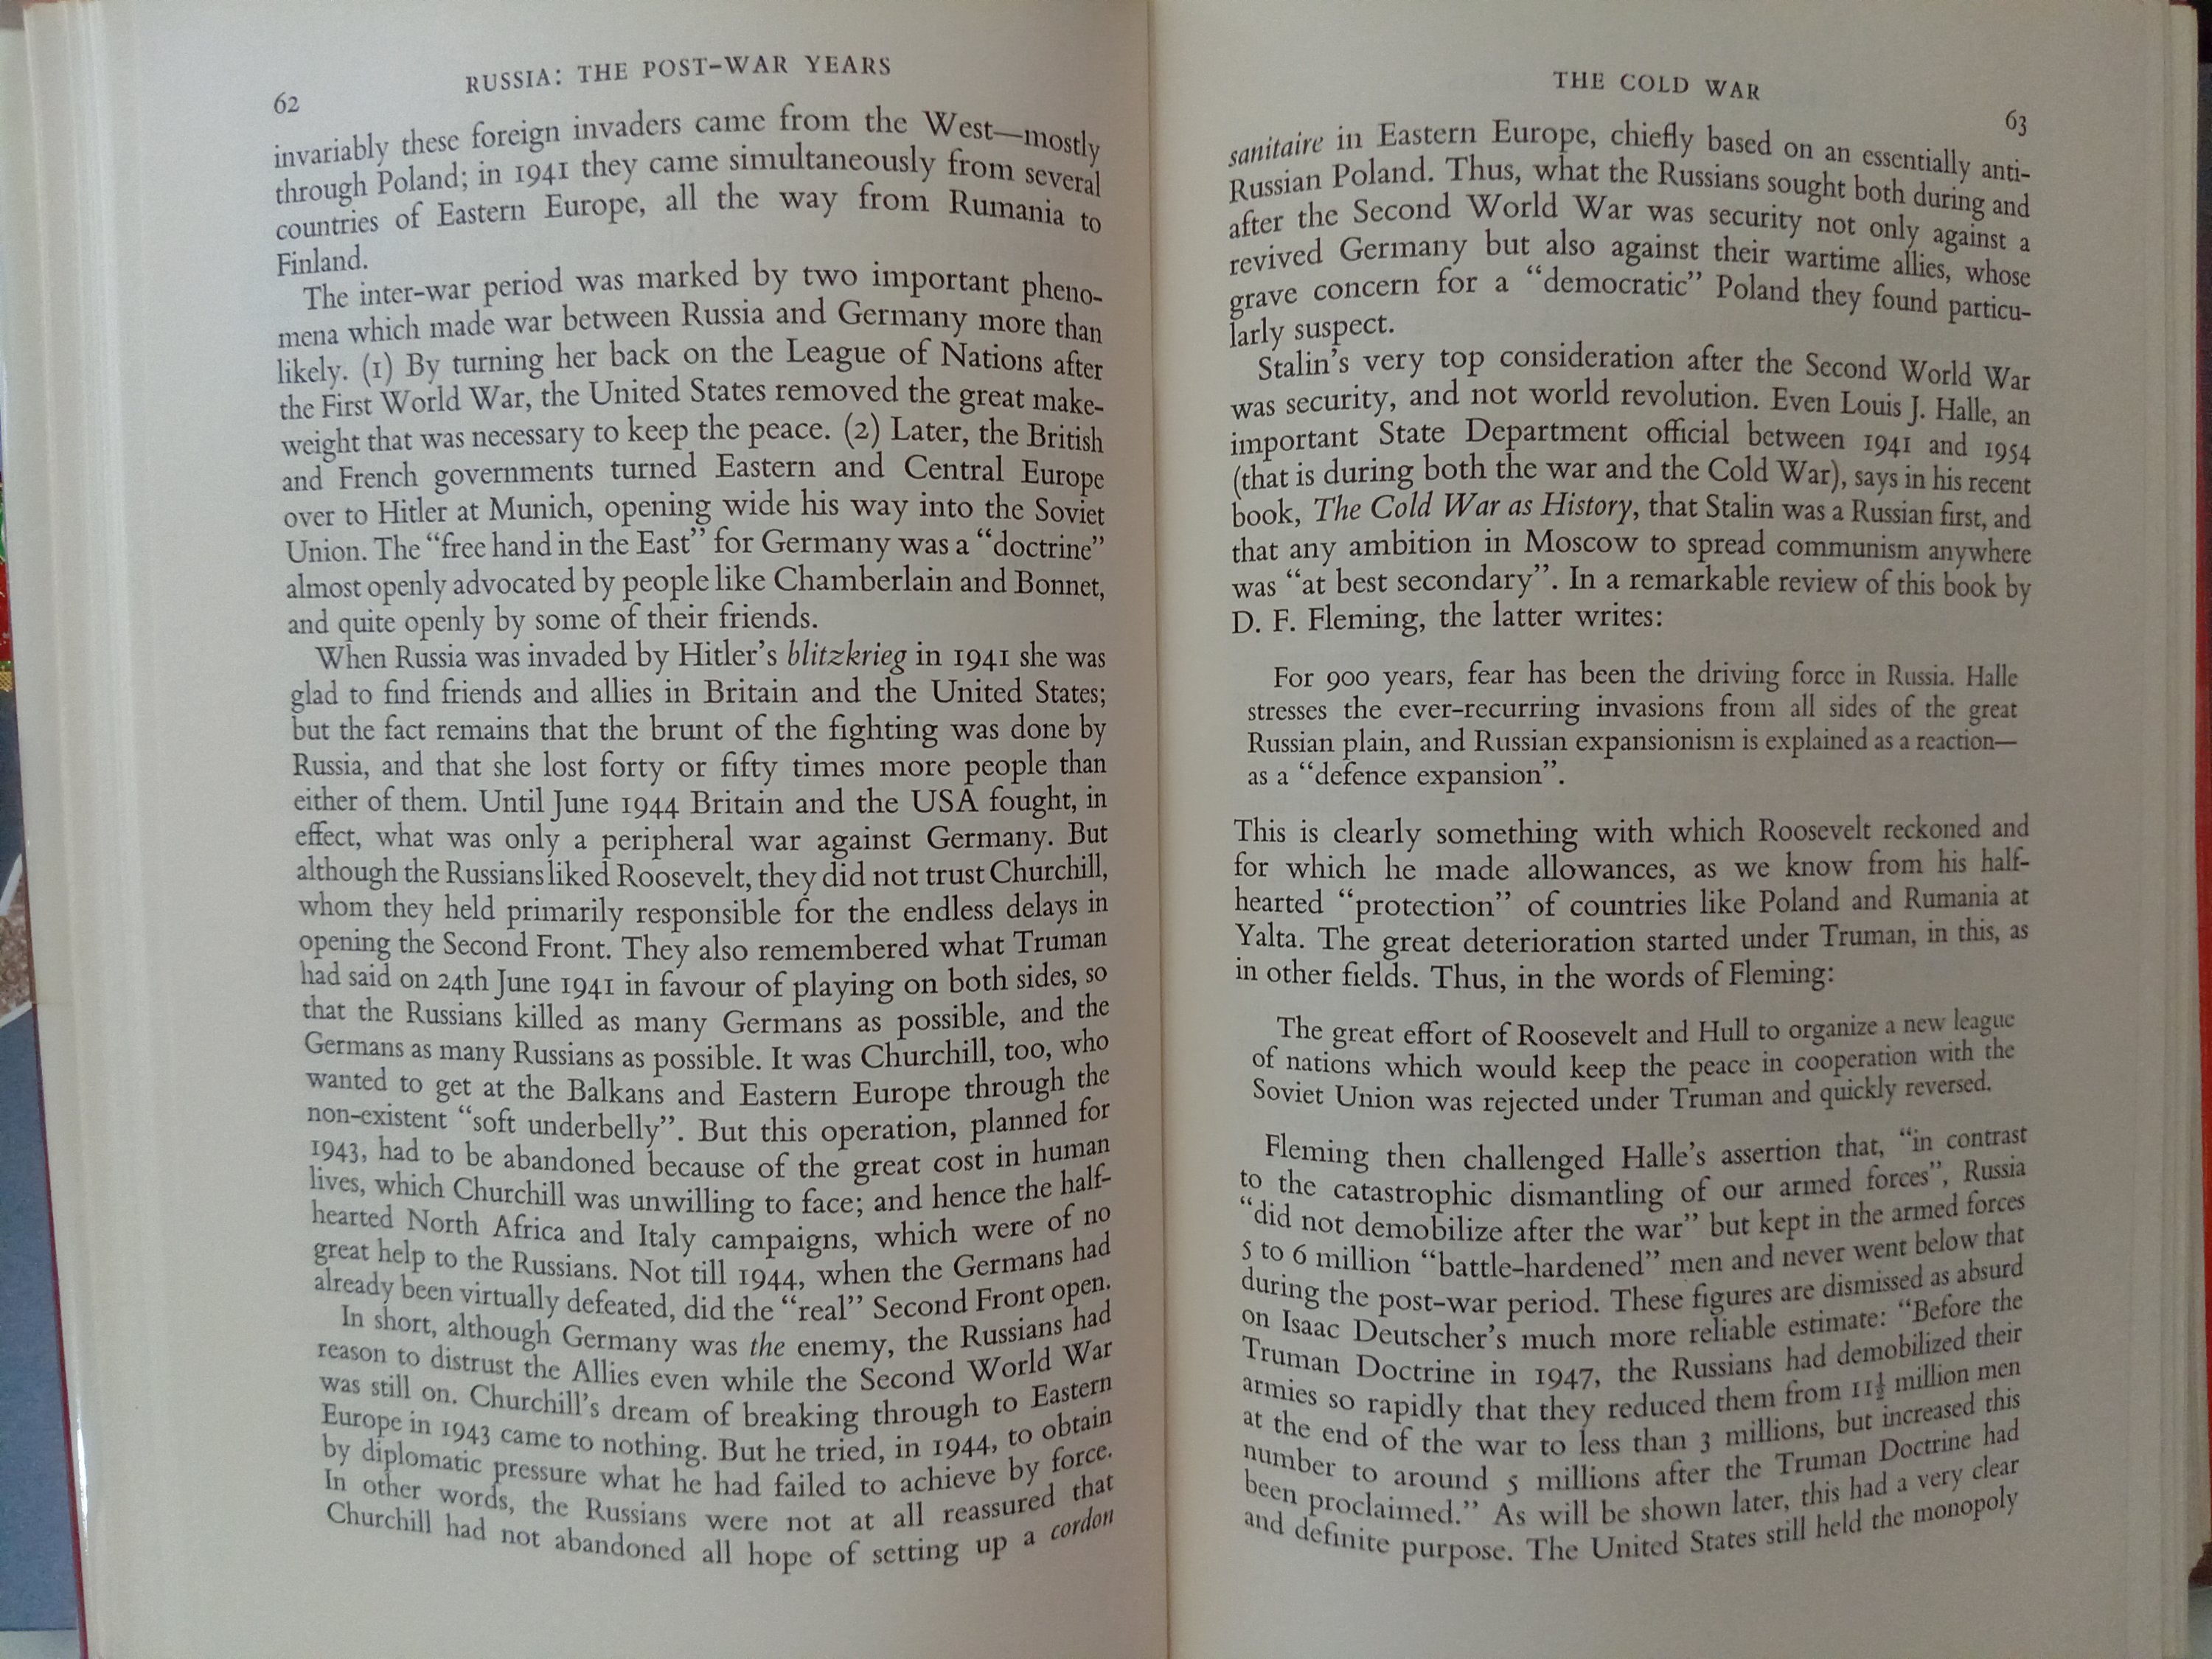 62
RUSSIA: THE POST-WAR YEARS
invariably these foreign invaders came from the West—mostly
through Poland; in 1941 they came simultaneously from several
countries of Eastern Europe, all the way from Rumania to
Finland.
The inter-war period was marked by two important pheno-
mena which made war between Russia and Germany more than
likely. (1) By turning her back on the League of Nations after
the First World War, the United States removed the great make-
weight that was necessary to keep the peace. (2) Later, the British
and French governments turned Eastern and Central Europe
over to Hitler at Munich, opening wide his way into the Soviet
Union. The “free hand in the East” for Germany was a “doctrine”
almost openly advocated by people like Chamberlain and Bonnet,
and quite openly by some of their friends.
When Russia was invaded by Hitler’s blitzkrieg in 1941 she was
glad to find friends and allies in Britain and the United States;
but the fact remains that the brunt of the fighting was done by
Russia, and that she lost forty or fifty times more people than
either of them. Until June 1944 Britain and the USA fought, in
effect, what was only a peripheral war against Germany. But
although the Russians liked Roosevelt, they did not trust Churchill,
whom they held primarily responsible for the endless delays in
opening the Second Front. They also remembered what Truman
had said on 24th June 1941 in favour of playing on both sides, so
that the Russians killed as many Germans as possible, and the
Germans as many Russians as possible. It was Churchill, too, who
wanted to get at the Balkans and Eastern Europe through the
non-existent “soft underbelly”. But this operation, planned for
1943, had to be abandoned because of the great cost in human
lives, which Churchill was unwilling to face; and hence the half-
hearted North Africa and Italy campaigns, which were of no
great help to the Russians. Not till 1944, when the Germans had
already been virtually defeated, did the “real” Second Front open.
In short, although Germany was the enemy, the Russians had
reason to distrust the Allies even while the Second World War
was still on. Churchill’s dream of breaking through to Eastern
Europe in 1943 came to nothing. But he tried, in 1944, to obtain
by diplomatic pressure what he had failed to achieve by force.
In other words, the Russians were not at all reassured that
Churchill had not abandoned all hope of setting up a cordon
THE COLD WAR
63
sanitaire in Eastern Europe, chiefly based on an essentially anti-
Russian Poland. Thus, what the Russians sought both during and
after the Second World War was security not only against a
revived Germany but also against their wartime allies, whose
grave concern for a “democratic” Poland they found particu-
larly suspect.
Stalin’s very top consideration after the Second World War
was security, and not world revolution. Even Louis J. Halle, an
important State Department official between 1941 and 1954
(that is during both the war and the Cold War), says in his recent
book, The Cold War as History, that Stalin was a Russian first, and
that any ambition in Moscow to spread communism anywhere
was “at best secondary”. In a remarkable review of this book by
D. F. Fleming, the latter writes:
For 900 years, fear has been the driving force in Russia. Halle
stresses the ever-recurring invasions from all sides of the great
Russian plain, and Russian expansionism is explained as a reaction—
as a “defence expansion”.
This is clearly something with which Roosevelt reckoned and
for which he made allowances, as we know from his half-
hearted “protection” of countries like Poland and Rumania at
Yalta. The great deterioration started under Truman, in this, as
in other fields. Thus, in the words of Fleming:
The great effort of Roosevelt and Hull to organize a new league
of nations which would keep the peace in cooperation with the
Soviet Union was rejected under Truman and quickly reversed.
Fleming then challenged Halle’s assertion that, “in contrast
to the catastrophic dismantling of our armed forces”, Russia
“did not demobilize after the war” but kept in the armed forces
5 to 6 million “battle-hardened” men and never went below that
during the post-war period. These figures are dismissed as absurd
on Isaac Deutscher’s much more reliable estimate: “Before the
Truman Doctrine in 1947, the Russians had demobilized their
armies so rapidly that they reduced them from 11½ million men
at the end of the war to less than 3 millions, but increased this
number to around 5 millions after the Truman Doctrine had
been proclaimed.” As will be shown later, this had a very clear
and definite purpose. The United States still held the monopoly